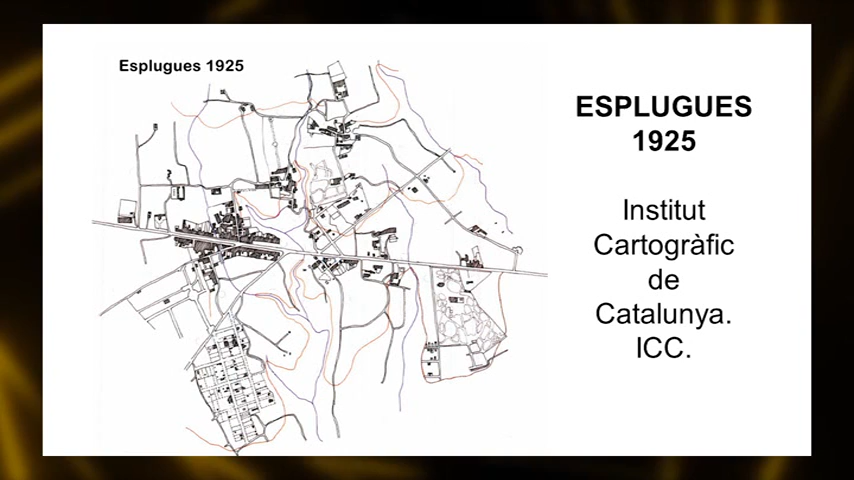 Esplugues 1925
ESPLUGUES
1925
Institut
Cartogràfic
de
Catalunya.
ICC.